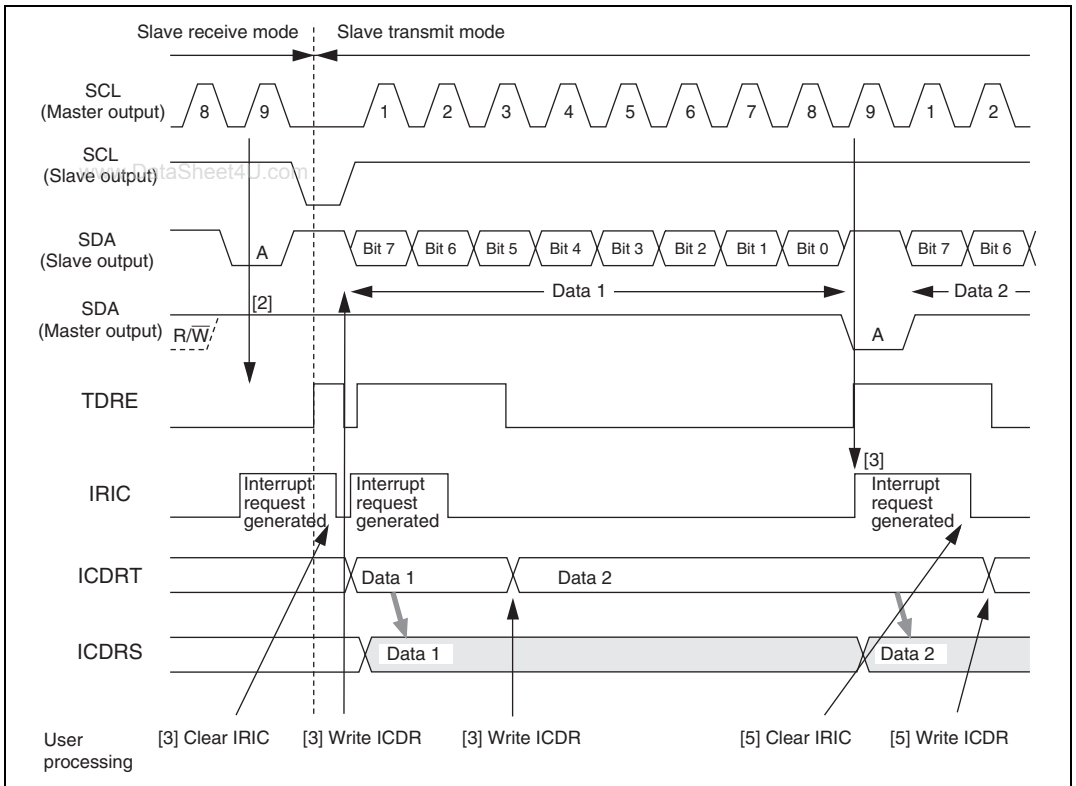 Slave receive mode Slave transmit mode
SCL
(Master output)
8 9 1 2 3 4 5 6 7 8 9 1 2
SCL
(Slave output)
www.DataSheet4U.com
SDA
(Slave output)
A Bit 7 Bit 6 Bit 5 Bit 4 Bit 3 Bit 2 Bit 1 Bit 0 Bit 7 Bit 6
Data 1 Data 2
[2]
SDA
(Master output)
R/W̅ A
TDRE
[3]
IRIC
Interrupt
request
generated
Interrupt
request
generated
Interrupt
request
generated
ICDRT
Data 1 Data 2
ICDRS
Data 1 Data 2
User
processing
[3] Clear IRIC [3] Write ICDR [3] Write ICDR [5] Clear IRIC [5] Write ICDR